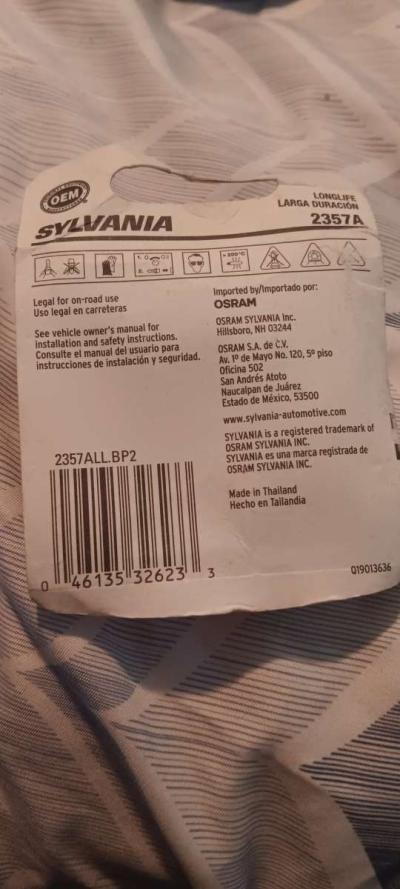 OEM
LONGLIFE
LARGA DURACIÓN
SYLVANIA
2357A
Legal for on-road use
Uso legal en carreteras
See vehicle owner's manual for
installation and safety instructions.
Consulte el manual del usuario para
instrucciones de instalación y seguridad.
Imported by/Importado por:
OSRAM
OSRAM SYLVANIA Inc.
Hillsboro, NH 03244
OSRAM S.A. de C.V.
Av. 1º de Mayo No. 120, 5º piso
Oficina 502
San Andrés Atoto
Naucalpan de Juárez
Estado de México, 53500
www.sylvania-automotive.com
SYLVANIA is a registered trademark of
OSRAM SYLVANIA INC.
SYLVANIA es una marca registrada de
OSRAM SYLVANIA INC.
Made in Thailand
Hecho en Tailandia
2357ALL.BP2
0 46135 32623 3
019013636